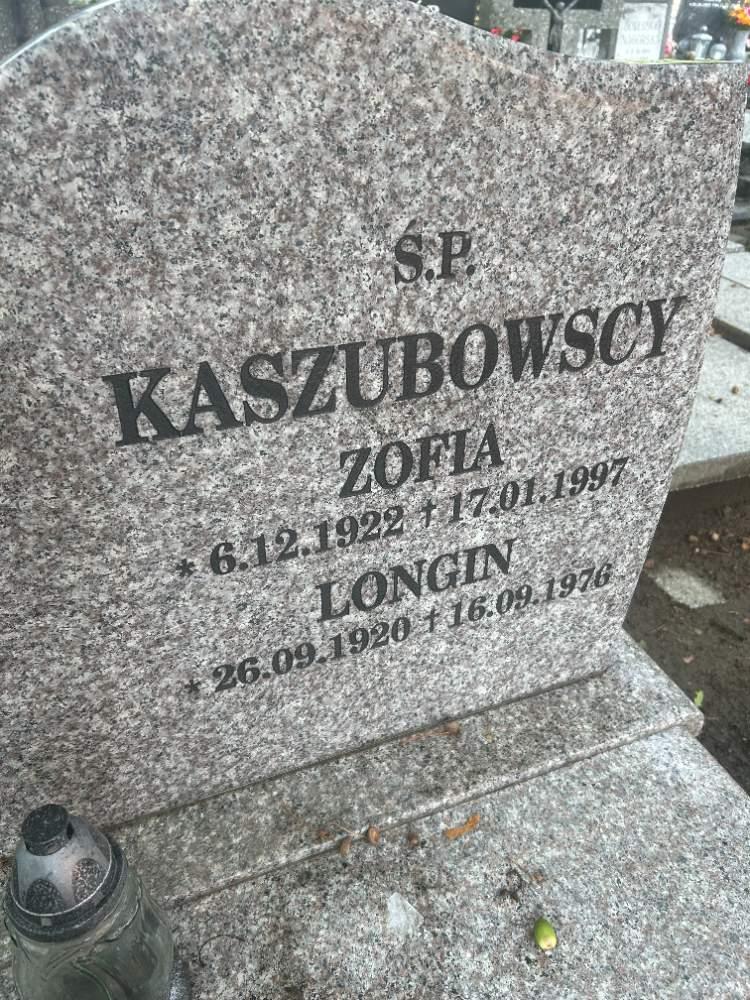 Ś.P.
KASZUBOWSCY
ZOFIA
* 6.12.1922 † 17.01.1997
LONGIN
* 26.09.1920 † 16.09.1976